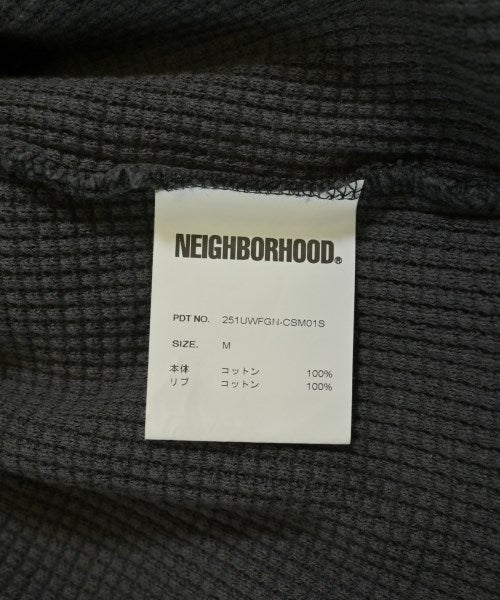 NEIGHBORHOOD®
PDT NO. 251UWFGN-CSM01S
SIZE. M
本体 コットン 100%
リブ コットン 100%